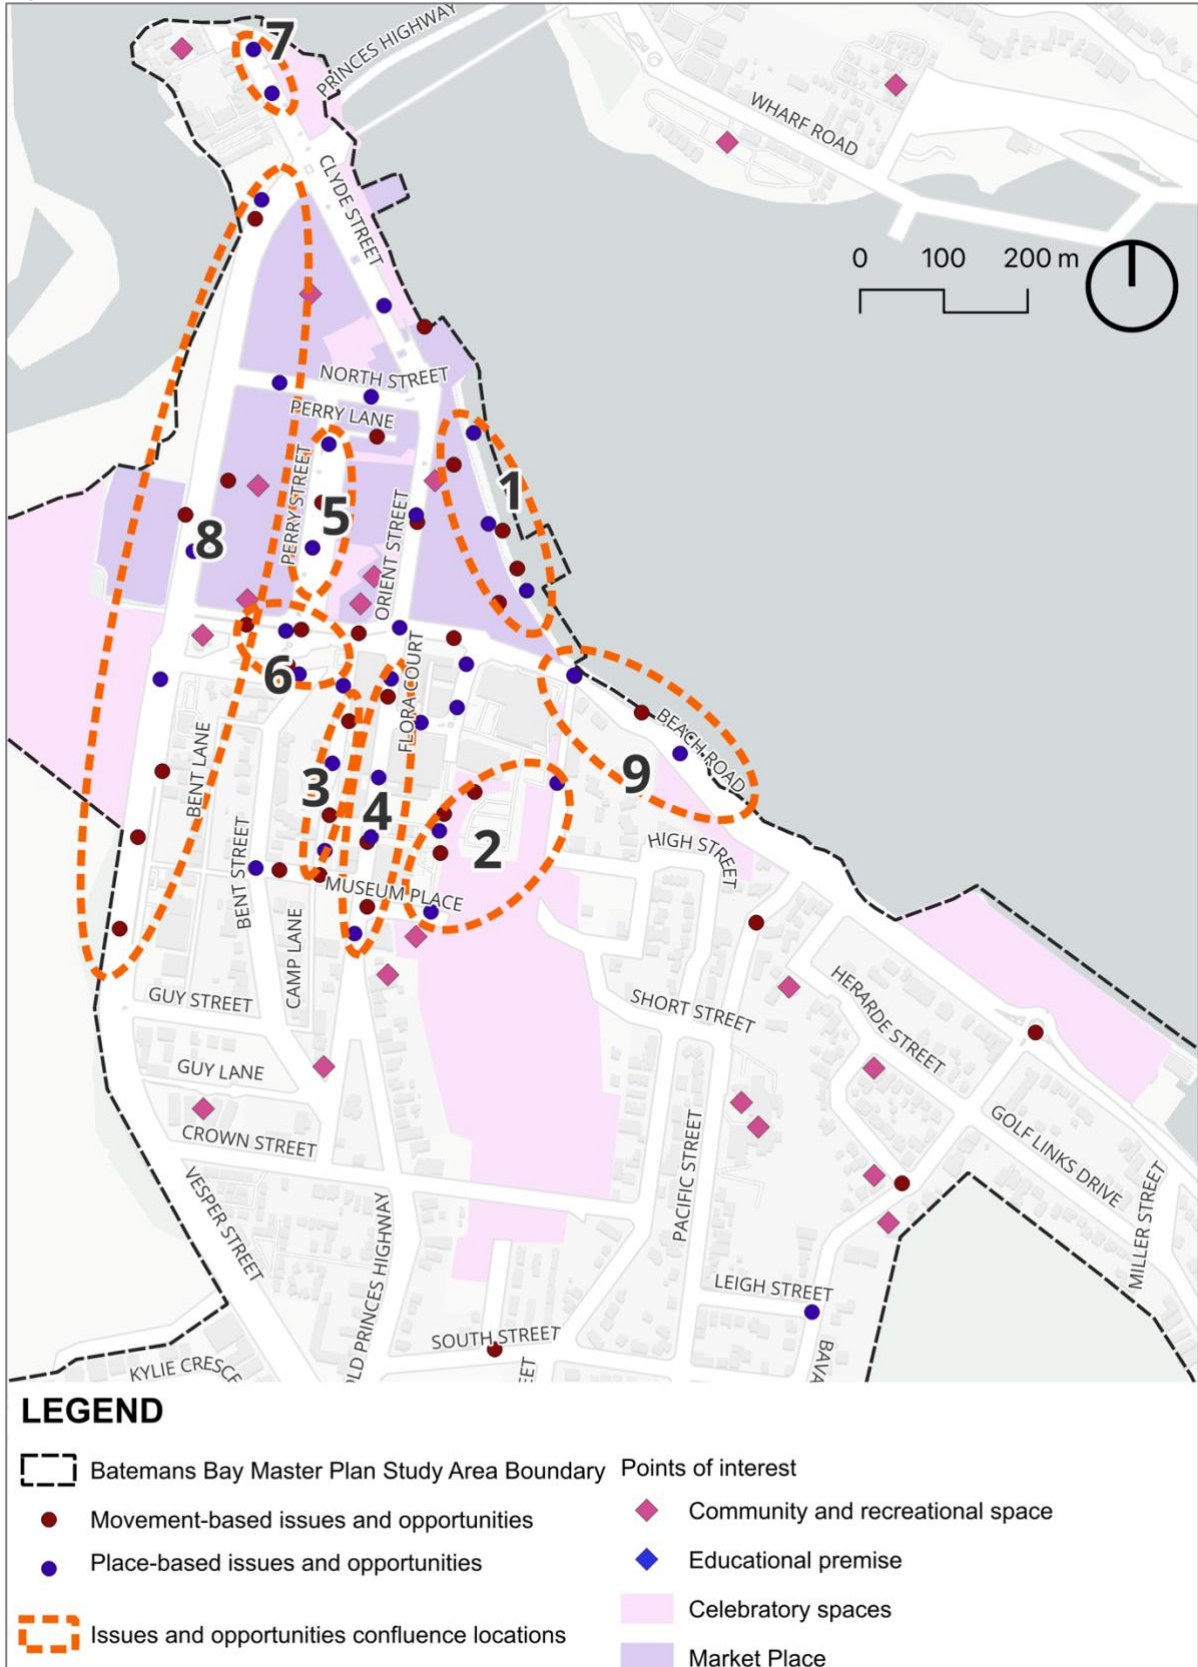 7
PRINCES HIGHWAY
WHARF ROAD
CLYDE STREET
0 100 200 m
NORTH STREET
PERRY LANE
PERRY STREET
1
5
8
ORIENT STREET
6
FLORA COURT
BEACH ROAD
BENT LANE
3
4
9
2
HIGH STREET
BENT STREET
MUSEUM PLACE
CAMP LANE
GUY STREET
SHORT STREET
HERARDE STREET
GUY LANE
CROWN STREET
GOLF LINKS DRIVE
PACIFIC STREET
VESPER STREET
OLD PRINCES HIGHWAY
MILLER STREET
LEIGH STREET
SOUTH STREET
KYLIE CRESC
EET
BAVA
LEGEND
Batemans Bay Master Plan Study Area Boundary
Movement-based issues and opportunities
Place-based issues and opportunities
Issues and opportunities confluence locations
Points of interest
Community and recreational space
Educational premise
Celebratory spaces
Market Place